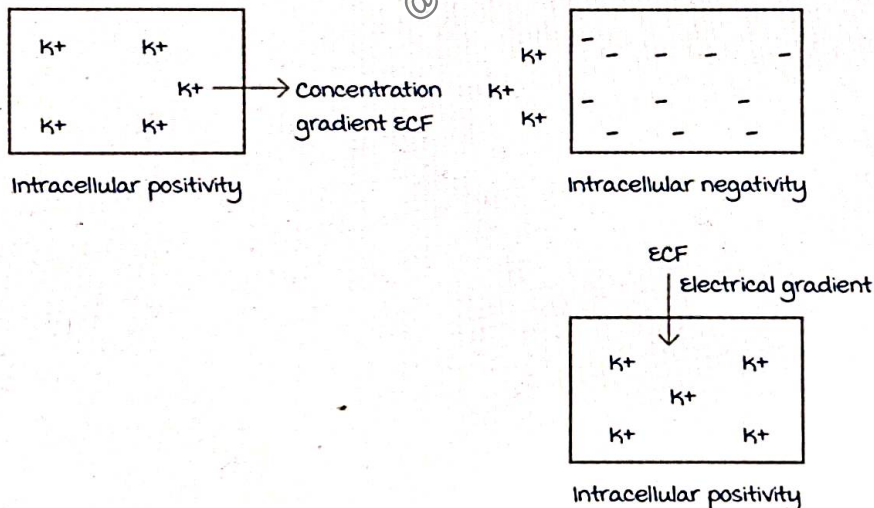 @
K+ K+
K+ Concentration
gradient ECF
K+ K+
Intracellular positivity
K+
K+
K+
- - - - -
- - -
- - -
Intracellular negativity
ECF
Electrical gradient
K+ K+
K+
K+ K+
Intracellular positivity